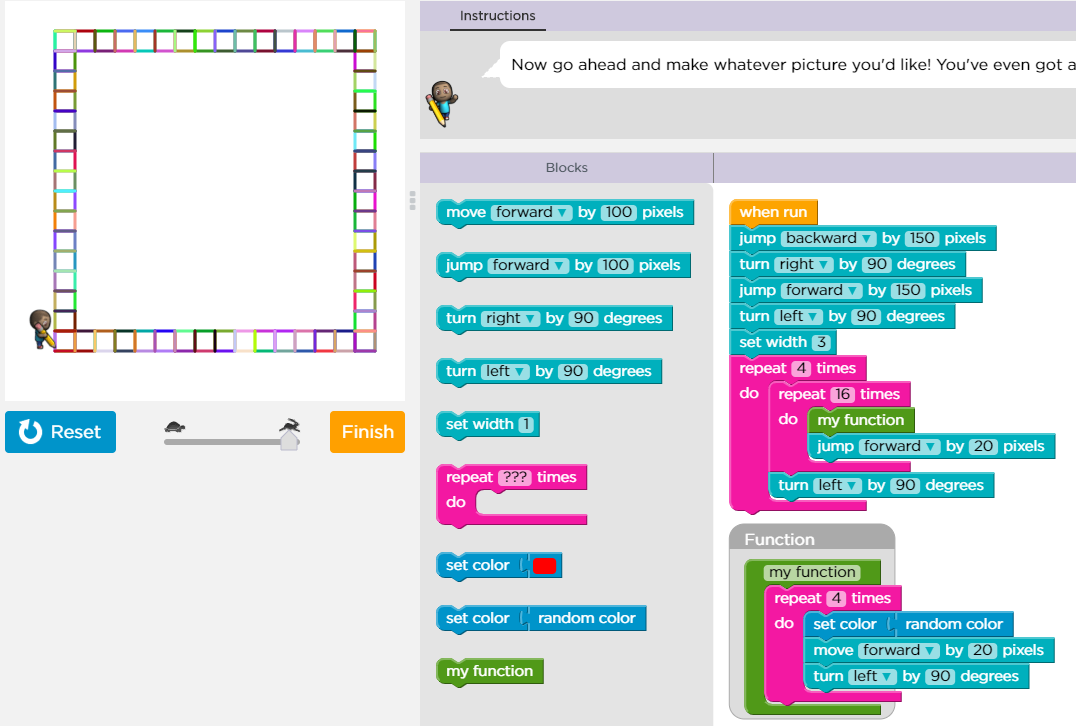 Instructions
Now go ahead and make whatever picture you'd like! You've even got a
Blocks
move forward ▼ by 100 pixels
jump forward ▼ by 100 pixels
turn right ▼ by 90 degrees
turn left ▼ by 90 degrees
set width 1
repeat ??? times
do
set color
set color random color
my function
when run
jump backward ▼ by 150 pixels
turn right ▼ by 90 degrees
jump forward ▼ by 150 pixels
turn left ▼ by 90 degrees
set width 3
repeat 4 times
do repeat 16 times
do my function
jump forward ▼ by 20 pixels
turn left ▼ by 90 degrees
Function
my function
repeat 4 times
do set color random color
move forward ▼ by 20 pixels
turn left ▼ by 90 degrees
Reset
Finish